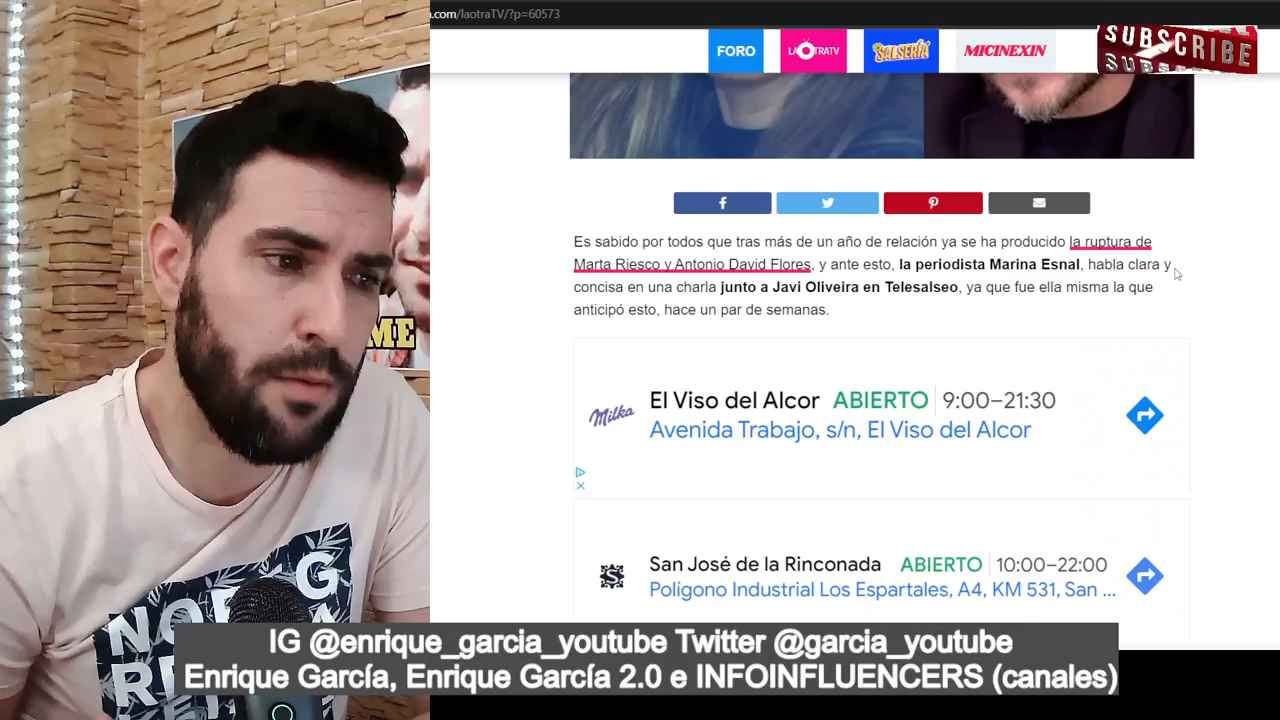 .com/laotraTV/?p=60573
FORO
LAOTRATV
SALSERÍA
MICINEXIN
SUBSCRIBE
ME
Es sabido por todos que tras más de un año de relación ya se ha producido la ruptura de
Marta Riesco y Antonio David Flores, y ante esto, la periodista Marina Esnal, habla clara y
concisa en una charla junto a Javi Oliveira en Telesalseo, ya que fue ella misma la que
anticipó esto, hace un par de semanas.
Milka
El Viso del Alcor ABIERTO 9:00–21:30
Avenida Trabajo, s/n, El Viso del Alcor
San José de la Rinconada ABIERTO 10:00–22:00
Polígono Industrial Los Espartales, A4, KM 531, San ...
IG @enrique_garcia_youtube Twitter @garcia_youtube
Enrique García, Enrique García 2.0 e INFOINFLUENCERS (canales)